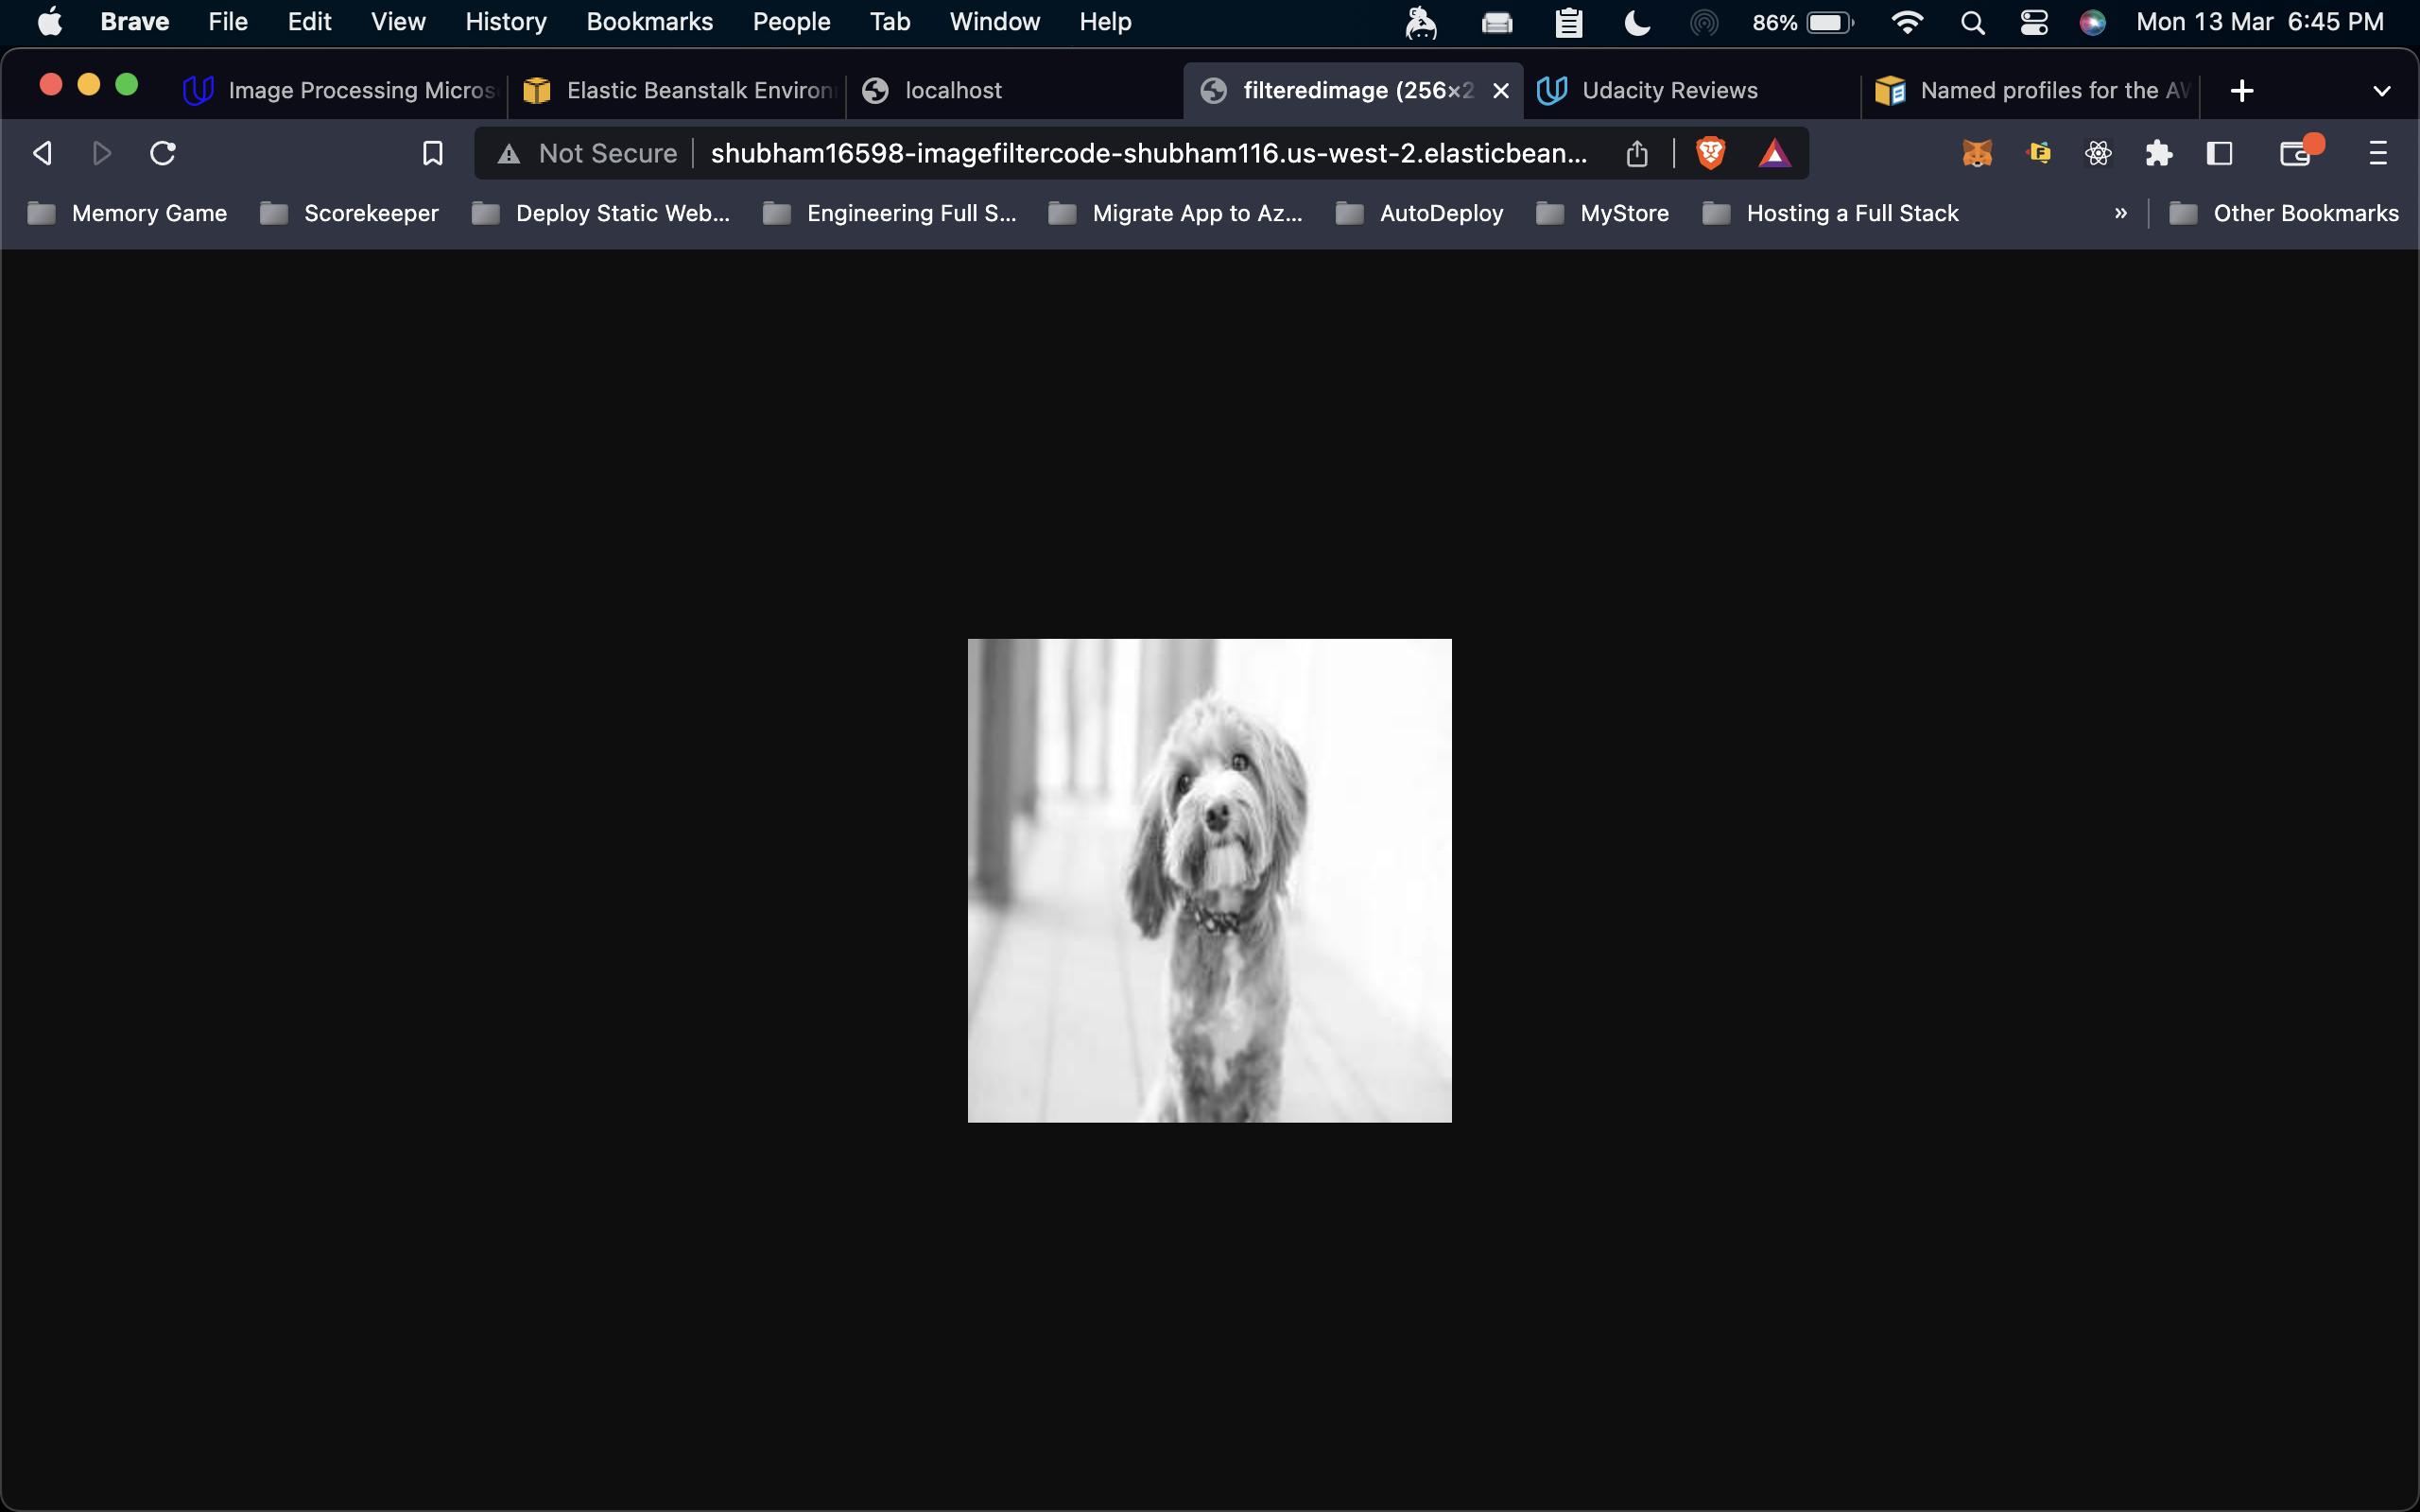 Brave File Edit View History Bookmarks People Tab Window Help 86% Mon 13 Mar 6:45 PM
Image Processing Micros Elastic Beanstalk Environ localhost filteredimage (256×2 Udacity Reviews Named profiles for the AW
Not Secure shubham16598-imagefiltercode-shubham116.us-west-2.elasticbean...
Memory Game Scorekeeper Deploy Static Web... Engineering Full S... Migrate App to Az... AutoDeploy MyStore Hosting a Full Stack » Other Bookmarks